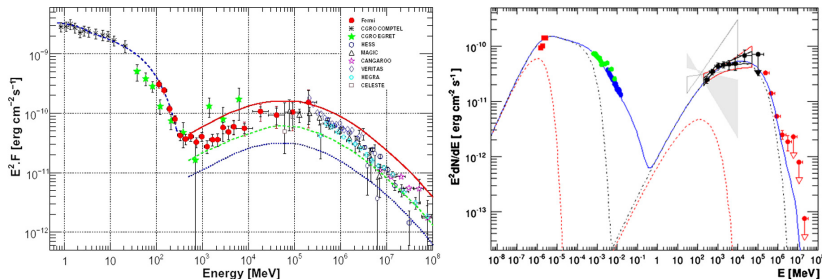 E².F [erg cm⁻² s⁻¹]
10⁻⁹
10⁻¹⁰
10⁻¹¹
10⁻¹²
Fermi
CGRO COMPTEL
CGRO EGRET
HESS
MAGIC
CANGAROO
VERITAS
HEGRA
CELESTE
1 10 10² 10³ 10⁴ 10⁵ 10⁶ 10⁷ 10⁸
Energy [MeV]
E²dN/dE [erg cm⁻² s⁻¹]
10⁻¹⁰
10⁻¹¹
10⁻¹²
10⁻¹³
10⁻⁸ 10⁻⁷ 10⁻⁶ 10⁻⁵ 10⁻⁴ 10⁻³ 10⁻² 10⁻¹ 1 10 10² 10³ 10⁴ 10⁵ 10⁶ 10⁷ 10⁸
E [MeV]